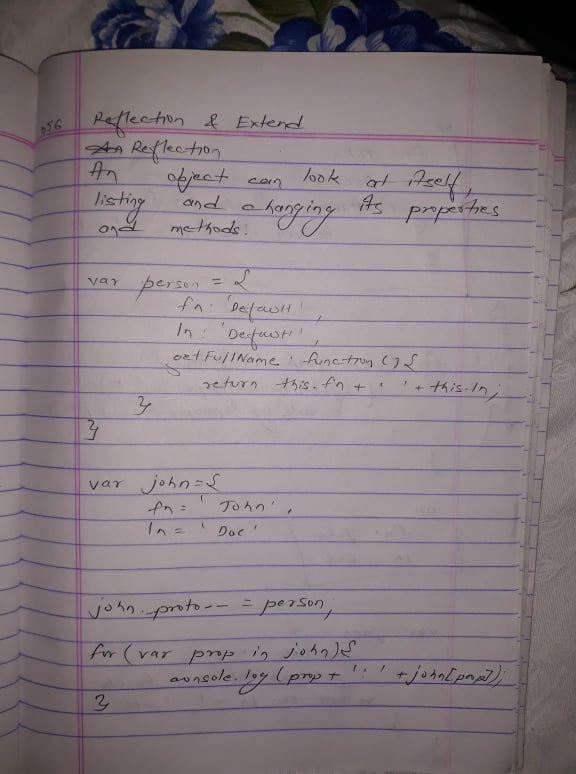 056 Reflection & Extend
An Reflection
An object can look at itself,
listing and changing its properties
and methods.
var person = {
fn: 'Default',
ln: 'Default',
getFullName: function () {
return this.fn + ' ' + this.ln;
}
}
var john = {
fn = 'John',
ln = 'Doe'
john.__proto__ = person;
for (var prop in john) {
console.log (prop + ':' + john[prop]);
}